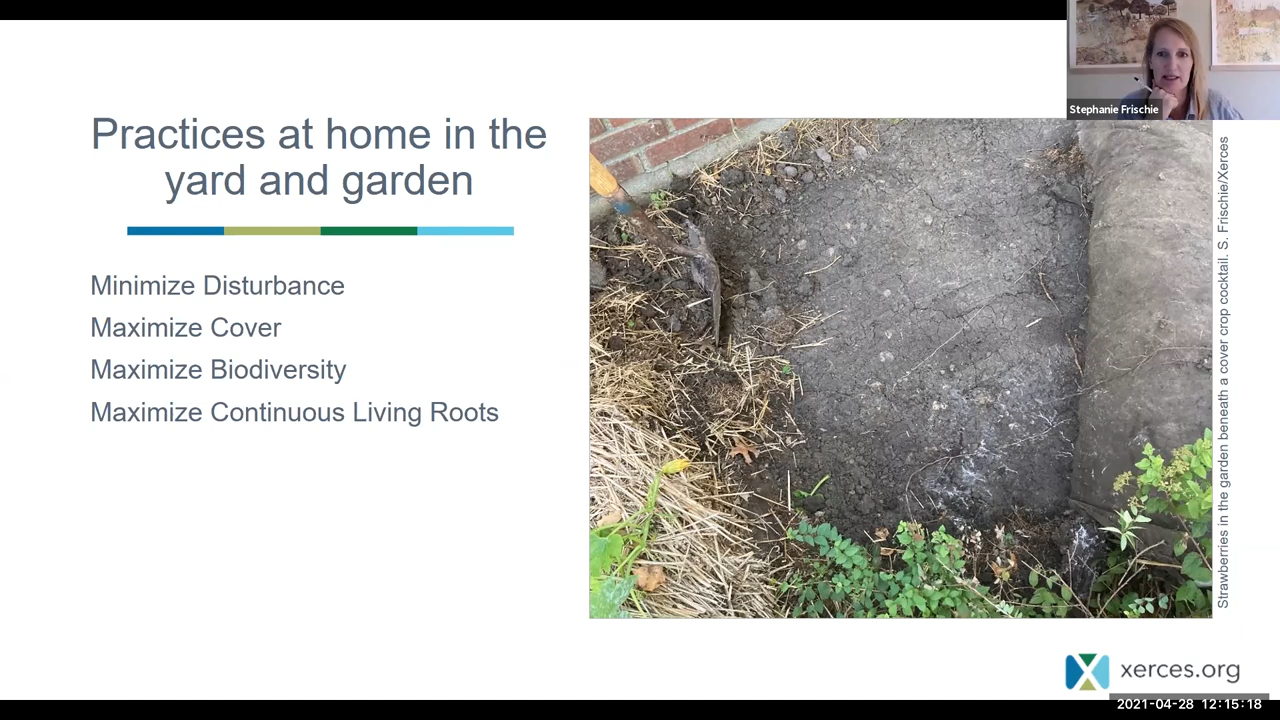 Stephanie Frischie
Practices at home in the
yard and garden
Minimize Disturbance
Maximize Cover
Maximize Biodiversity
Maximize Continuous Living Roots
Strawberries in the garden beneath a cover crop cocktail. S. Frischie/Xerces
xerces.org
2021-04-28 12:15:18